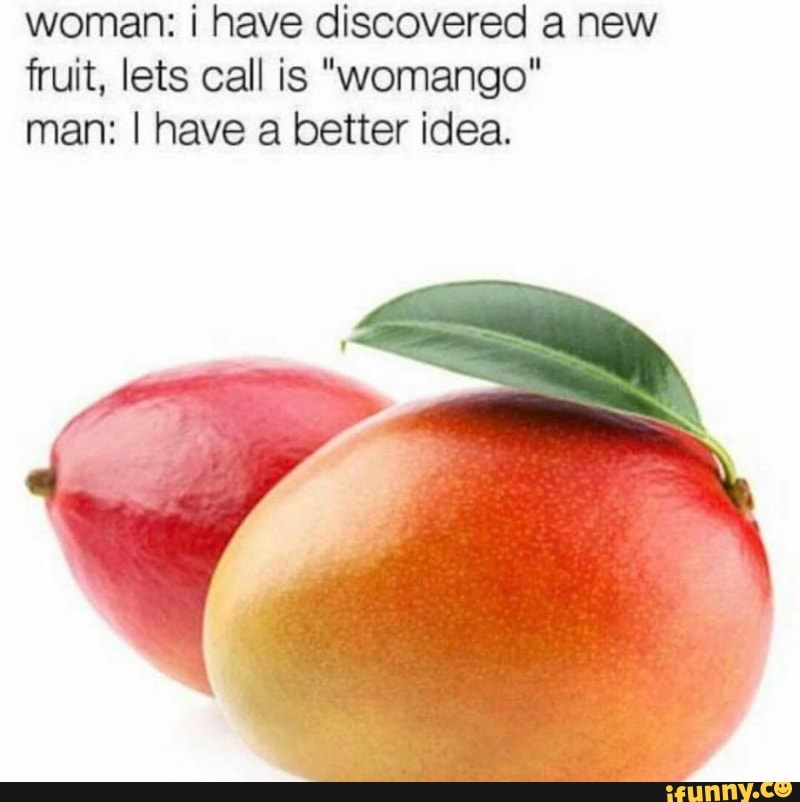 woman: i have discovered a new
fruit, lets call is "womango"
man: I have a better idea.
ifunny.co